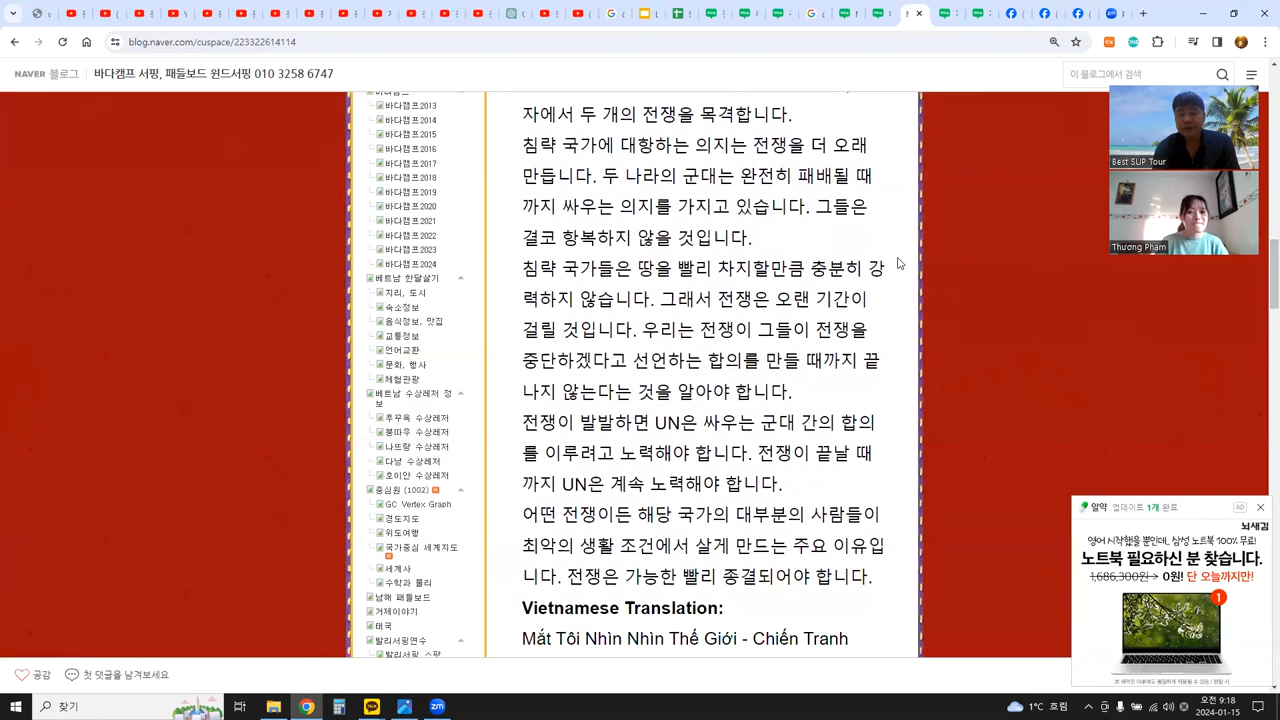 blog.naver.com/cuspace/223322614114
NAVER 블로그
바다캠프 서핑, 패들보드 윈드서핑 010 3258 6747
이 블로그에서 검색
바다캠프2013
바다캠프2014
바다캠프2015
바다캠프2016
바다캠프2017
바다캠프2018
바다캠프2019
바다캠프2020
바다캠프2021
바다캠프2022
바다캠프2023
바다캠프2024
베트남 한달살기
지리, 도시
숙소정보
음식정보, 맛집
교통정보
언어교환
문화, 행사
체험관광
베트남 수상레저 정
보
푸꾸옥 수상레저
붕따우 수상레저
나뜨랑 수상레저
다낭 수상레저
호이안 수상레저
중심원 (1002)
GC Vertex Graph
경도지도
위도여행
국가중심 세계지도
세계사
수학과 물리
남해 패들보드
거제이야기
태국
발리서핑연수
발리서핑 스팟
자에서 두 개의 전쟁을 목격합니다.
침략 국가에 대항하는 의지는 전쟁을 더 오래
만듭니다. 두 나라의 군대는 완전히 패배될 때
까지 싸우는 의지를 가지고 있습니다. 그들은
결코 항복하지 않을 것입니다.
침략 국가들은 땅을 빨리 차지할만큼 충분히 강
력하지 않습니다. 그래서 전쟁은 오랜 기간이
걸릴 것입니다. 우리는 전쟁이 그들이 전쟁을
중단하겠다고 선언하는 합의를 만들 때까지 끝
나지 않는다는 것을 알아야 합니다.
전쟁이 발발하면 UN은 싸우는 군대 간의 합의
를 이루려고 노력해야 합니다. 전쟁이 끝날 때
까지 UN은 계속 노력해야 합니다.
어떤 전쟁이든 해당 국가의 대부분의 사람들이
최악의 생활 조건에서 살게 만드는 주요 이유입
니다. 전쟁은 가능한 빨리 종결되어야 합니다.
Vietnamese Translation:
Mắt Tôi Nhìn Nhìn Thế Giới - Chiến Tranh
Best SUP Tour
Thương Phạm
알약 업데이트 1개 완료
AD
뇌새김
영어 시작했을 뿐인데, 삼성 노트북 100% 무료!
노트북 필요하신 분 찾습니다.
1,686,300원-> 0원! 단 오늘까지만!
1
공감
첫 댓글을 남겨보세요
찾기
1°C 흐림
오전 9:18
2024-01-15